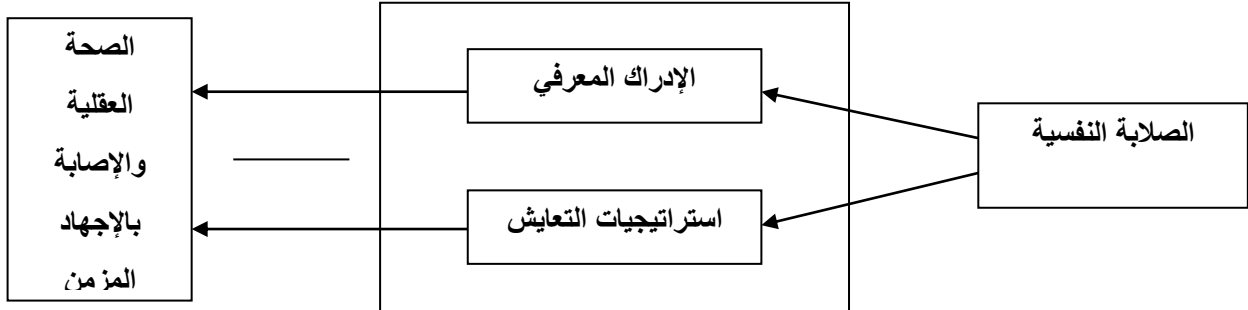 الصلابة النفسية
الإدراك المعرفي
استراتيجيات التعايش
الصحة
العقلية
والإصابة
بالإجهاد
المزمن